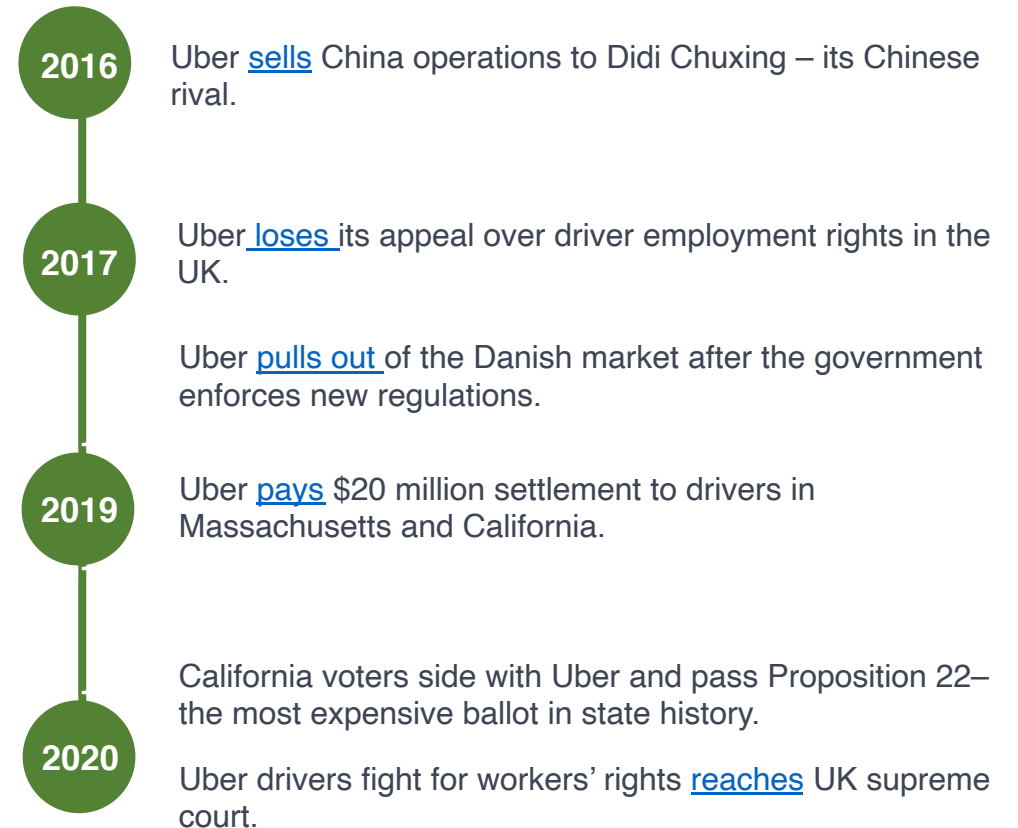 2016
Uber sells China operations to Didi Chuxing – its Chinese
rival.
2017
Uber loses its appeal over driver employment rights in the
UK.
Uber pulls out of the Danish market after the government
enforces new regulations.
2019
Uber pays $20 million settlement to drivers in
Massachusetts and California.
2020
California voters side with Uber and pass Proposition 22–
the most expensive ballot in state history.
Uber drivers fight for workers’ rights reaches UK supreme
court.